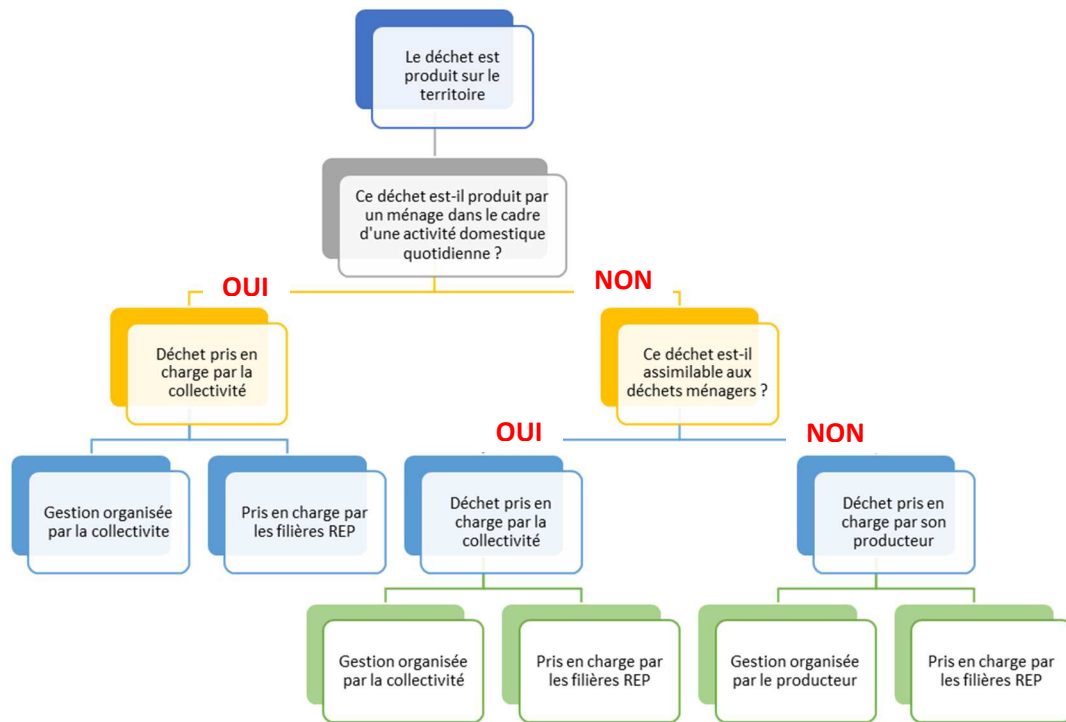 Le déchet est
produit sur le
territoire
Ce déchet est-il produit par
un ménage dans le cadre
d'une activité domestique
quotidienne ?
OUI
NON
Déchet pris en
charge par la
collectivité
Ce déchet est-il
assimilable aux
déchets ménagers ?
OUI
NON
Gestion organisée
par la collectivite
Pris en charge par
les filières REP
Déchet pris en
charge par la
collectivité
Déchet pris en
charge par son
producteur
Gestion organisée
par la collectivité
Pris en charge par
les filières REP
Gestion organisée
par le producteur
Pris en charge par
les filières REP